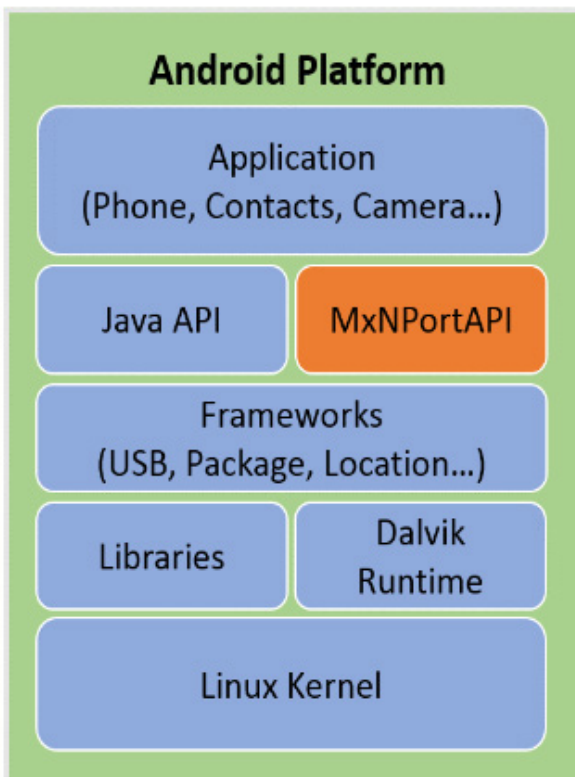 Android Platform
Application
(Phone, Contacts, Camera...)
Java API
MxNPortAPI
Frameworks
(USB, Package, Location...)
Libraries
Dalvik
Runtime
Linux Kernel